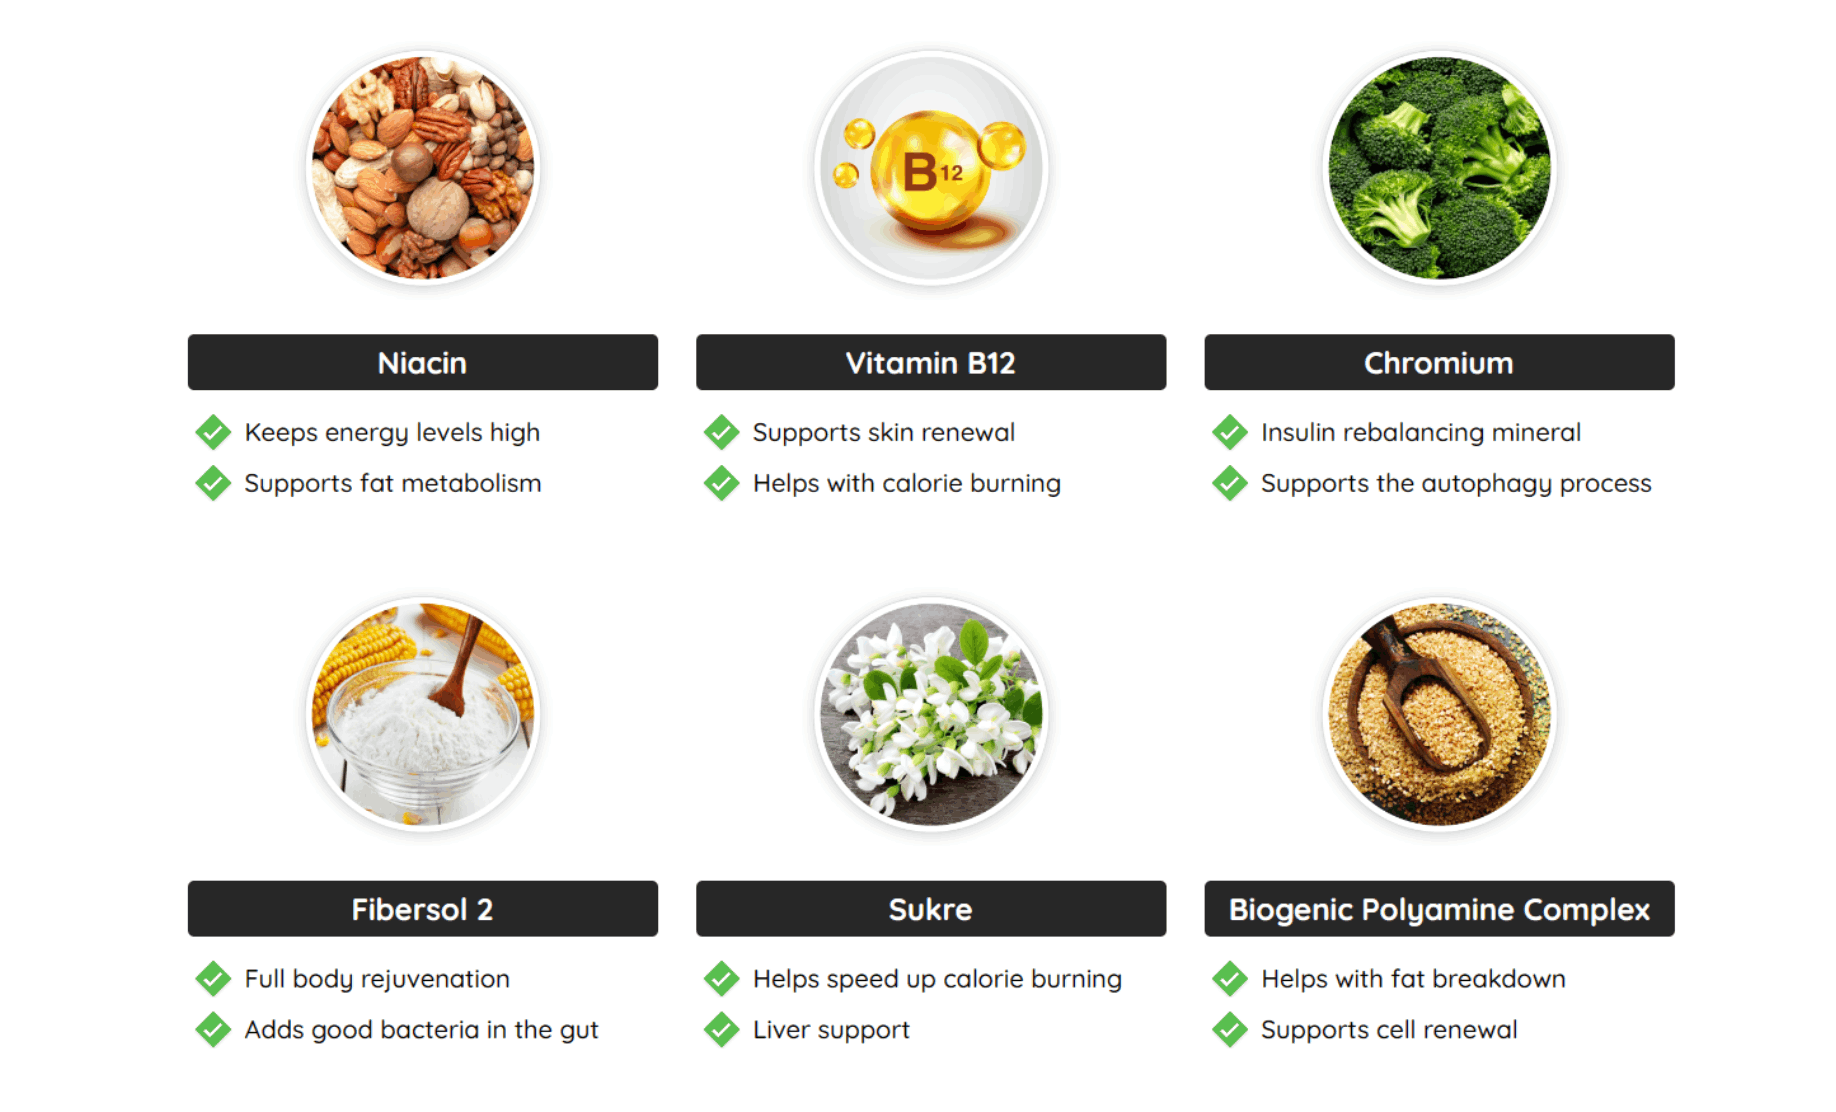 B12
Niacin
Vitamin B12
Chromium
Keeps energy levels high
Supports fat metabolism
Supports skin renewal
Helps with calorie burning
Insulin rebalancing mineral
Supports the autophagy process
Fibersol 2
Sukre
Biogenic Polyamine Complex
Full body rejuvenation
Adds good bacteria in the gut
Helps speed up calorie burning
Liver support
Helps with fat breakdown
Supports cell renewal